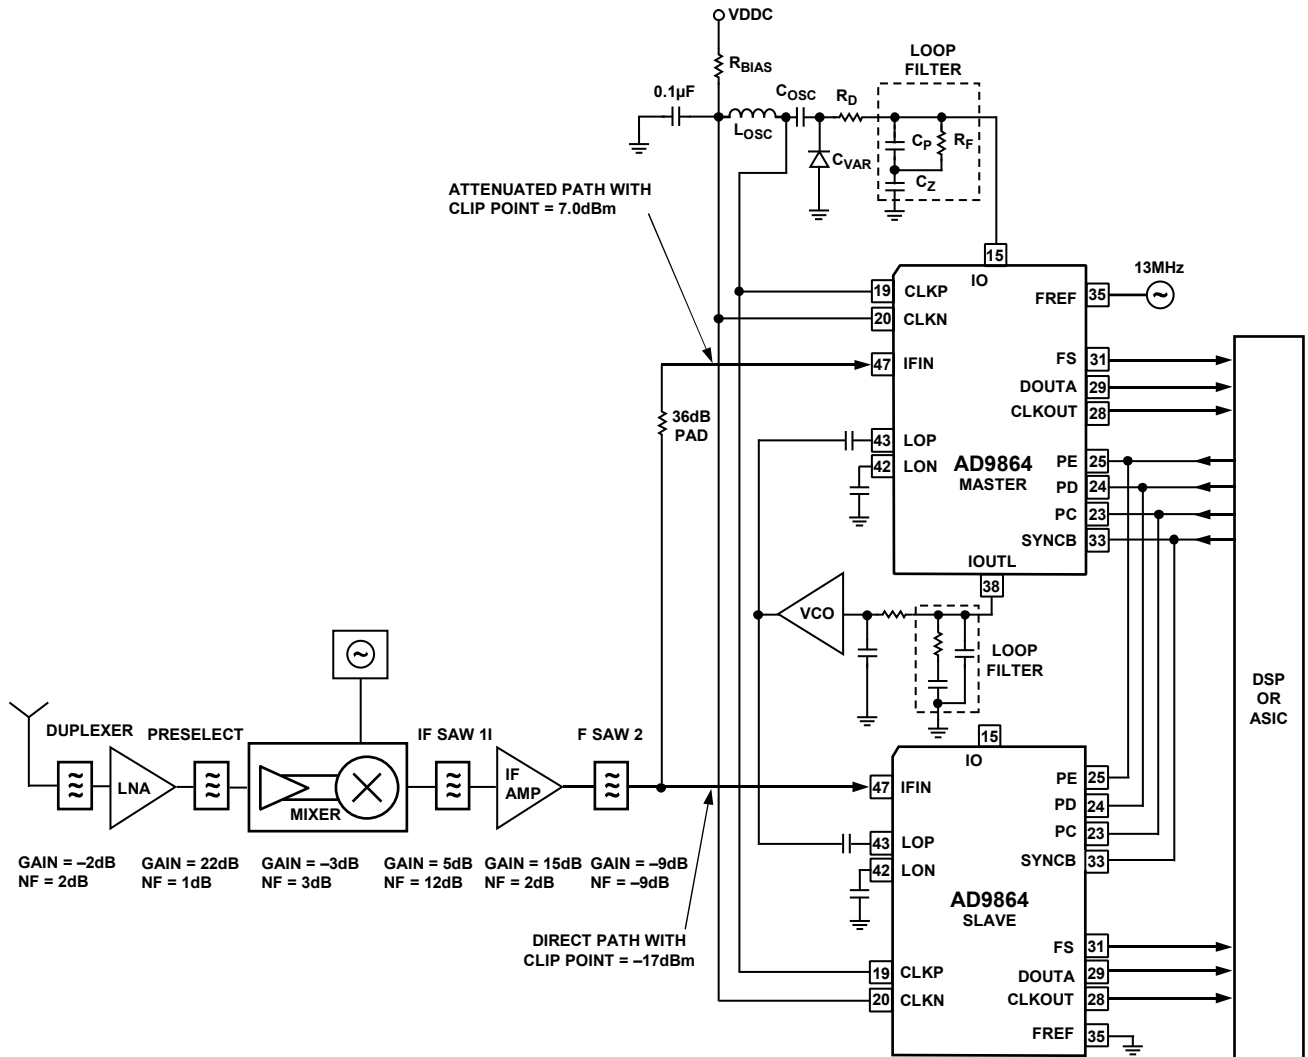 VDDC
RBIAS
LOOP
FILTER
0.1µF
COSC
RD
LOSC
CP
RF
CVAR
CZ
ATTENUATED PATH WITH
CLIP POINT = 7.0dBm
15
IO
13MHz
19 CLKP
FREF 35
20 CLKN
47 IFIN
FS 31
DOUTA 29
CLKOUT 28
36dB
PAD
43 LOP
42 LON
AD9864
MASTER
PE 25
PD 24
PC 23
SYNCB 33
IOUTL
38
VCO
LOOP
FILTER
DSP
OR
ASIC
DUPLEXER
PRESELECT
IF SAW 1I
F SAW 2
LNA
MIXER
IF
AMP
15
IO
47 IFIN
PE 25
PD 24
PC 23
SYNCB 33
43 LOP
42 LON
GAIN = –2dB
NF = 2dB
GAIN = 22dB
NF = 1dB
GAIN = –3dB
NF = 3dB
GAIN = 5dB
NF = 12dB
GAIN = 15dB
NF = 2dB
GAIN = –9dB
NF = –9dB
AD9864
SLAVE
DIRECT PATH WITH
CLIP POINT = –17dBm
FS 31
19 CLKP
DOUTA 29
20 CLKN
CLKOUT 28
FREF 35